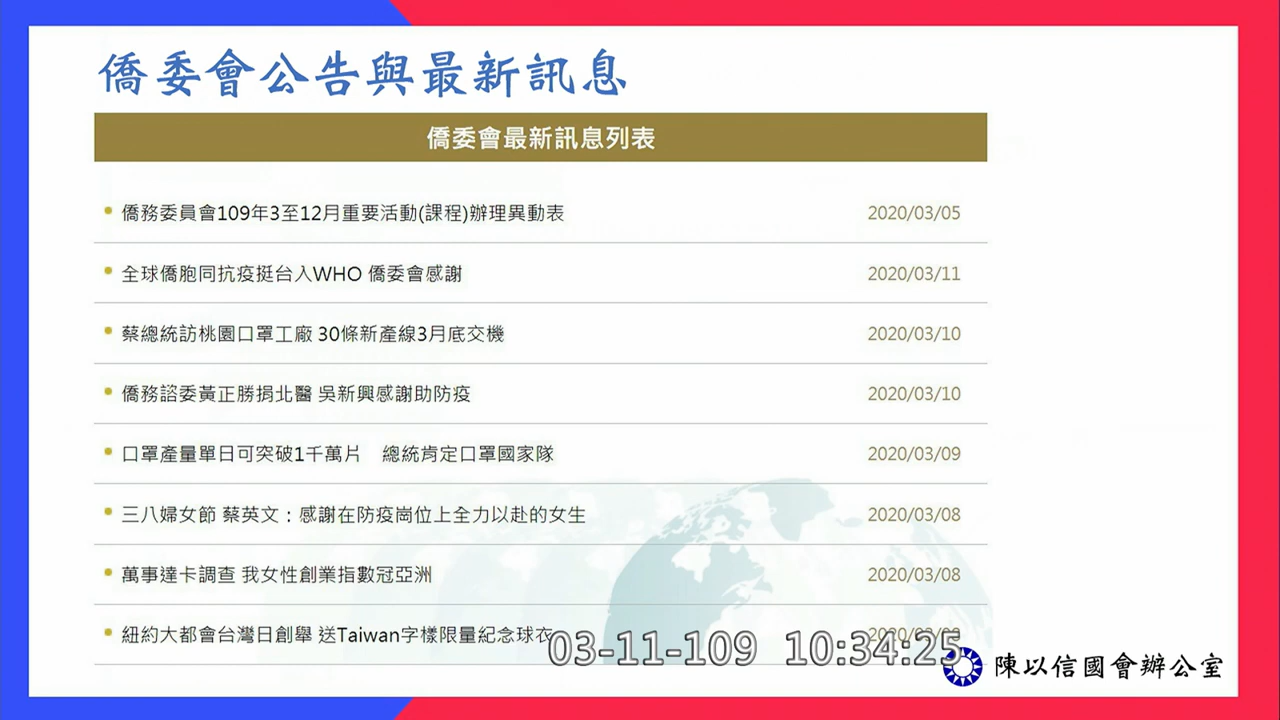 僑委會公告與最新訊息
僑委會最新訊息列表
僑務委員會109年3至12月重要活動(課程)辦理異動表 2020/03/05
全球僑胞同抗疫挺台入WHO 僑委會感謝 2020/03/11
蔡總統訪桃園口罩工廠 30條新產線3月底交機 2020/03/10
僑務諮委黃正勝捐北醫 吳新興感謝助防疫 2020/03/10
口罩產量單日可突破1千萬片 總統肯定口罩國家隊 2020/03/09
三八婦女節 蔡英文：感謝在防疫崗位上全力以赴的女生 2020/03/08
萬事達卡調查 我女性創業指數冠亞洲 2020/03/08
紐約大都會台灣日創舉 送Taiwan字樣限量紀念球衣
03-11-109 10:34:25
陳以信國會辦公室